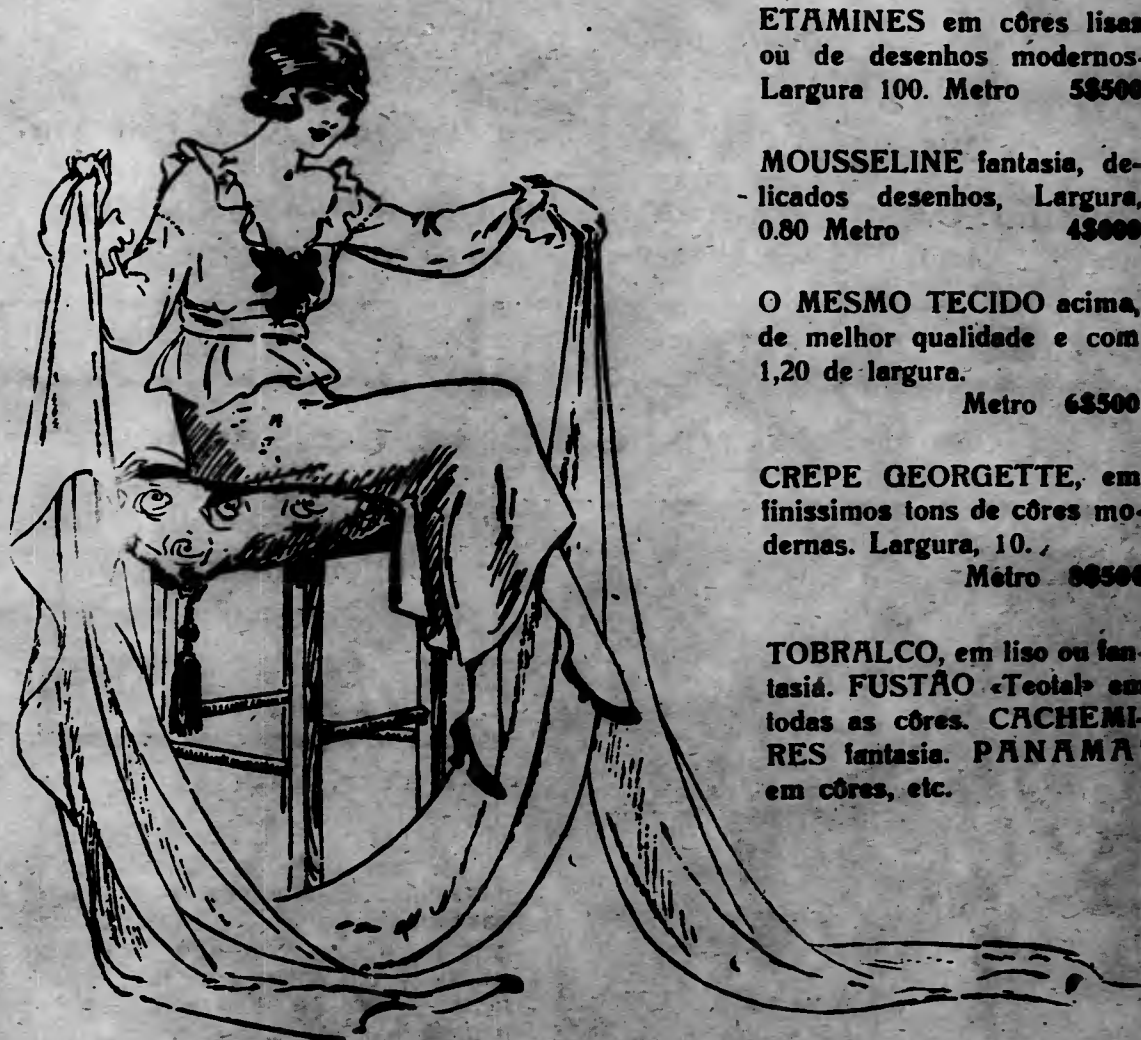 ETAMINES em côres lisas
ou de desenhos modernos.
Largura 100. Metro 5$500
MOUSSELINE fantasia, de-
licados desenhos, Largura,
0.80 Metro 4$000
O MESMO TECIDO acima,
de melhor qualidade e com
1,20 de largura.
Metro 6$500
CREPE GEORGETTE, em
finissimos tons de côres mo-
dernas. Largura, 10.
Métro 8$500
TOBRALCO, em liso ou fan-
tasia. FUSTÃO «Teotal» em
todas as côres. CACHEMI-
RES fantasia. PANAMA
em côres, etc.